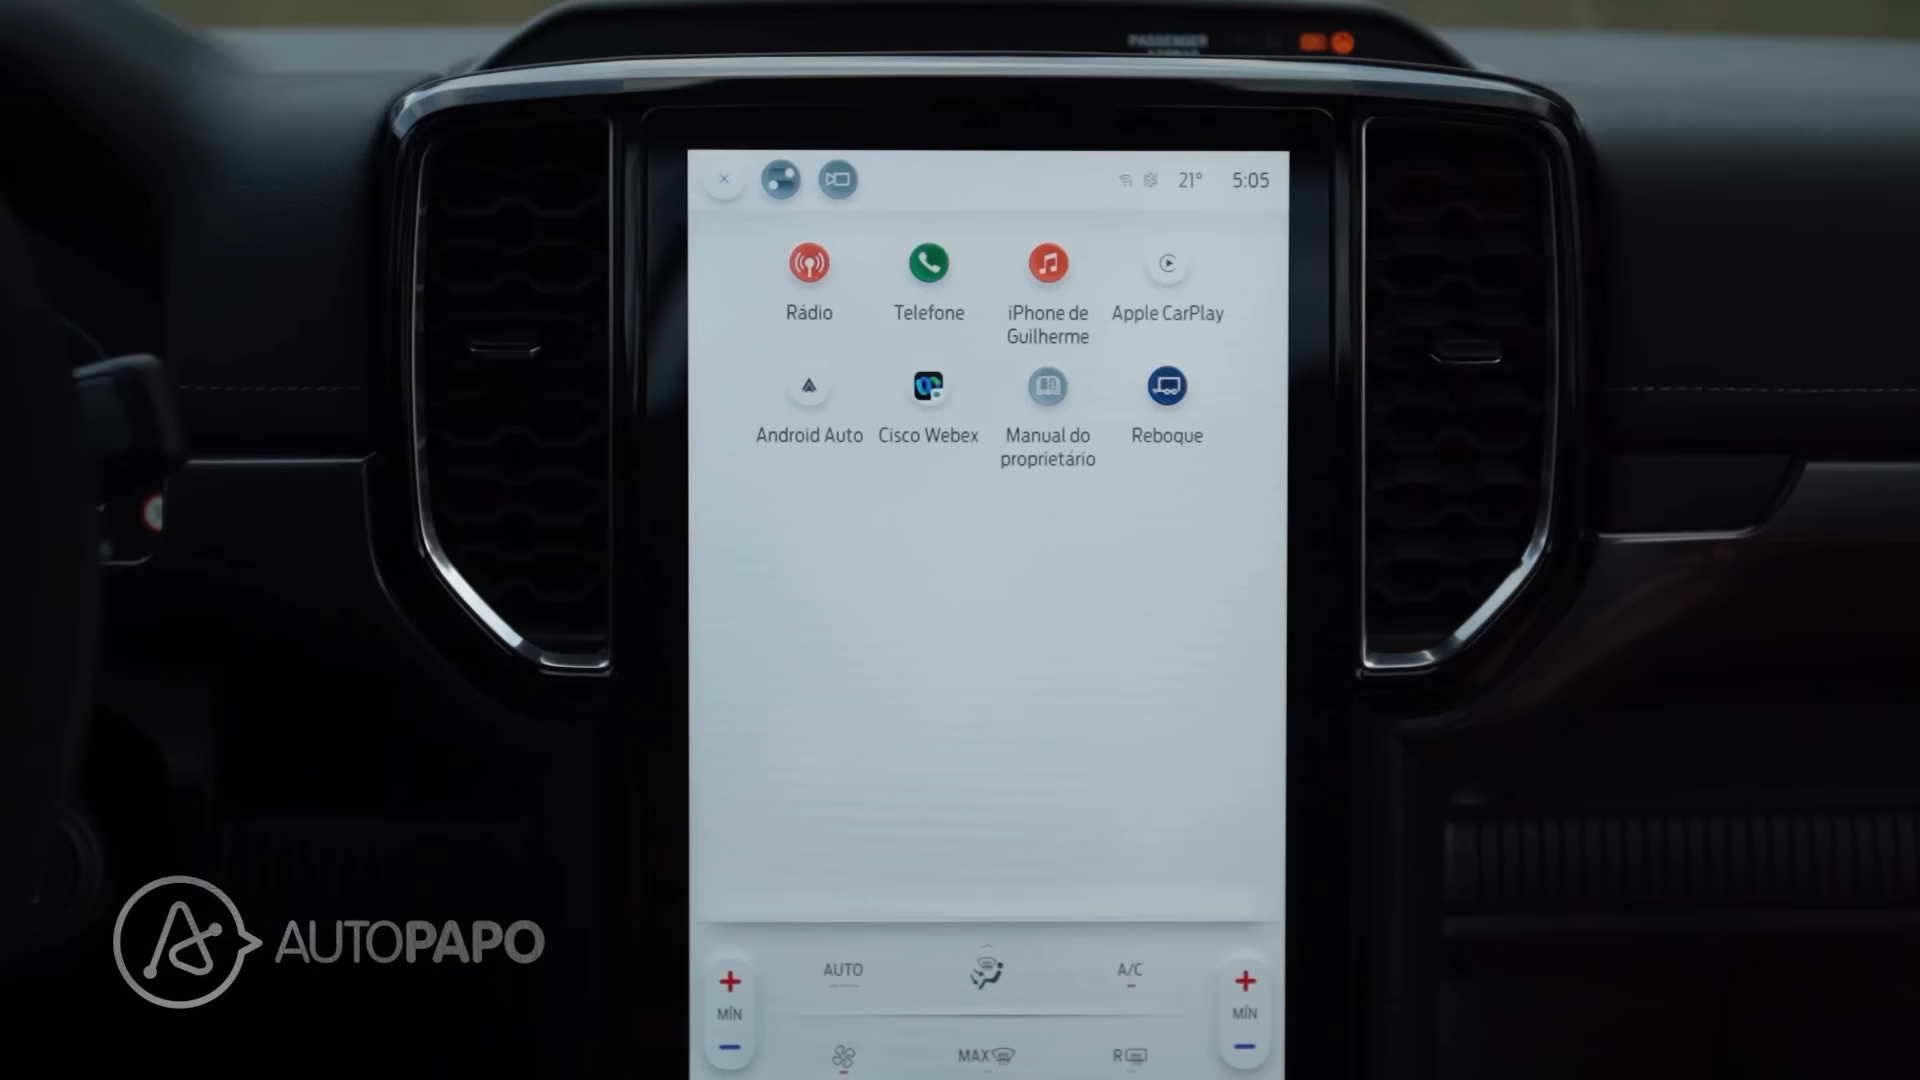 PASSENGER
21° 5:05
Rádio Telefone iPhone de Guilherme Apple CarPlay
Android Auto Cisco Webex Manual do proprietário Reboque
AUTO A/C
MÍN MÍN
MAX R
AUTOPAPO